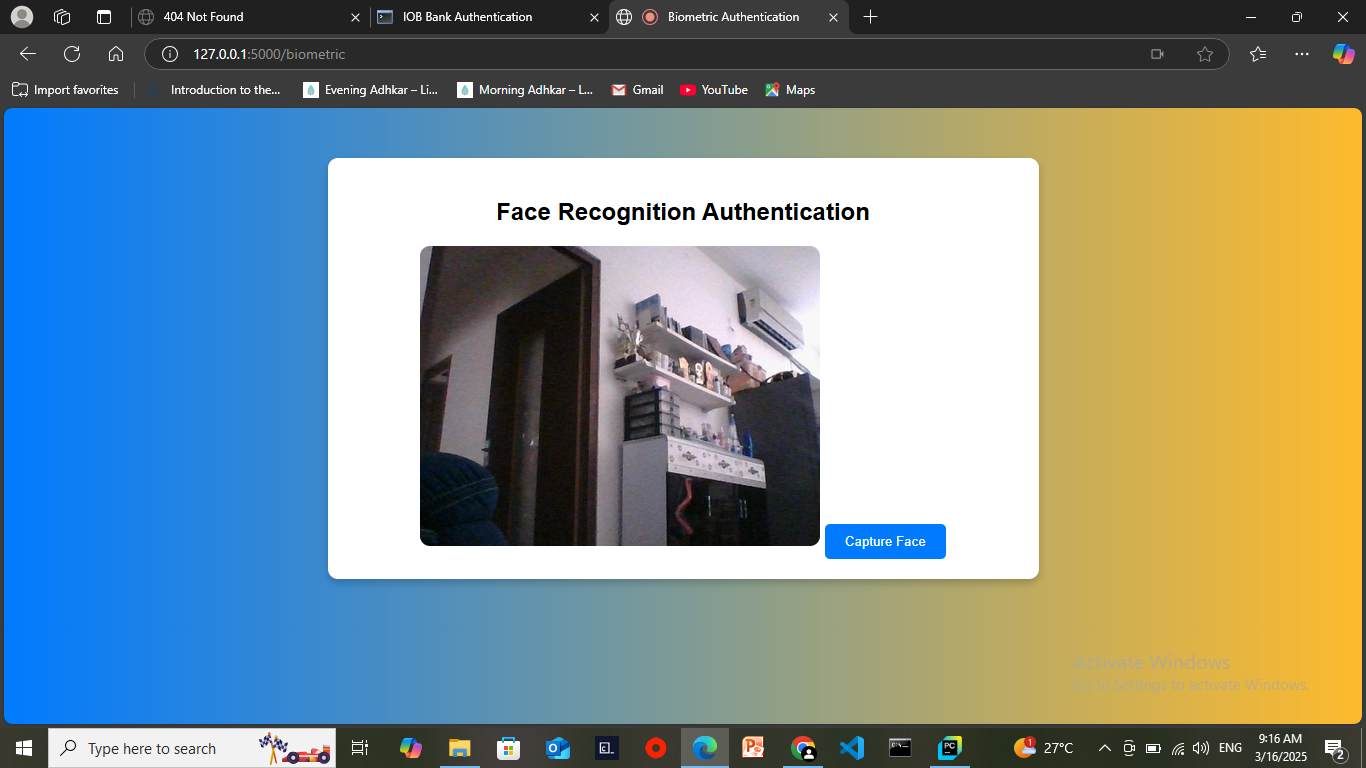 404 Not Found
IOB Bank Authentication
Biometric Authentication
127.0.0.1:5000/biometric
Import favorites
Introduction to the...
Evening Adhkar – Li...
Morning Adhkar – L...
Gmail
YouTube
Maps
Face Recognition Authentication
Capture Face
Activate Windows
Go to Settings to activate Windows.
Type here to search
PC
1
27°C
ENG
9:16 AM
3/16/2025
2